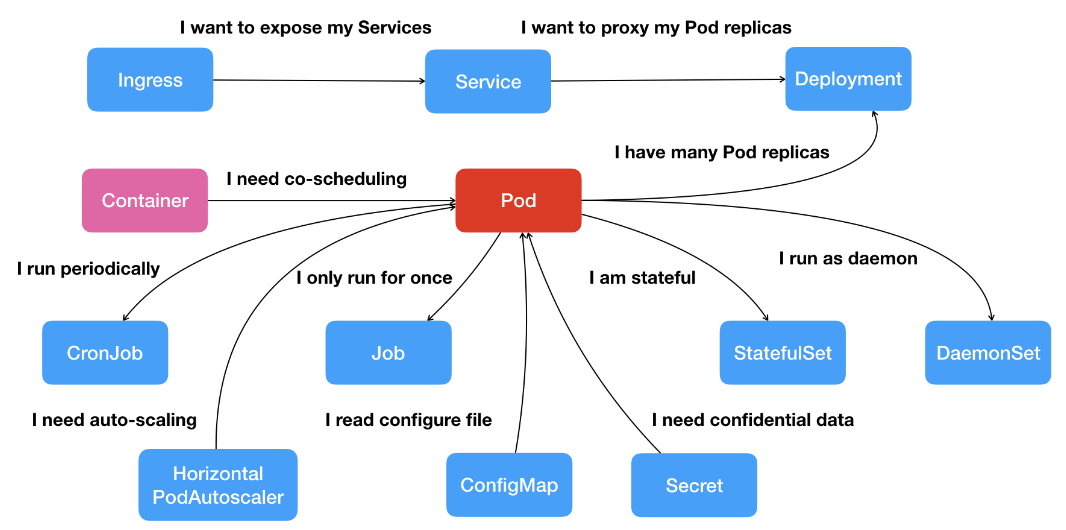 I want to expose my Services
I want to proxy my Pod replicas
Ingress
Service
Deployment
I have many Pod replicas
I need co-scheduling
Container
Pod
I run periodically
I only run for once
I am stateful
I run as daemon
CronJob
Job
StatefulSet
DaemonSet
I need auto-scaling
I read configure file
I need confidential data
Horizontal
PodAutoscaler
ConfigMap
Secret